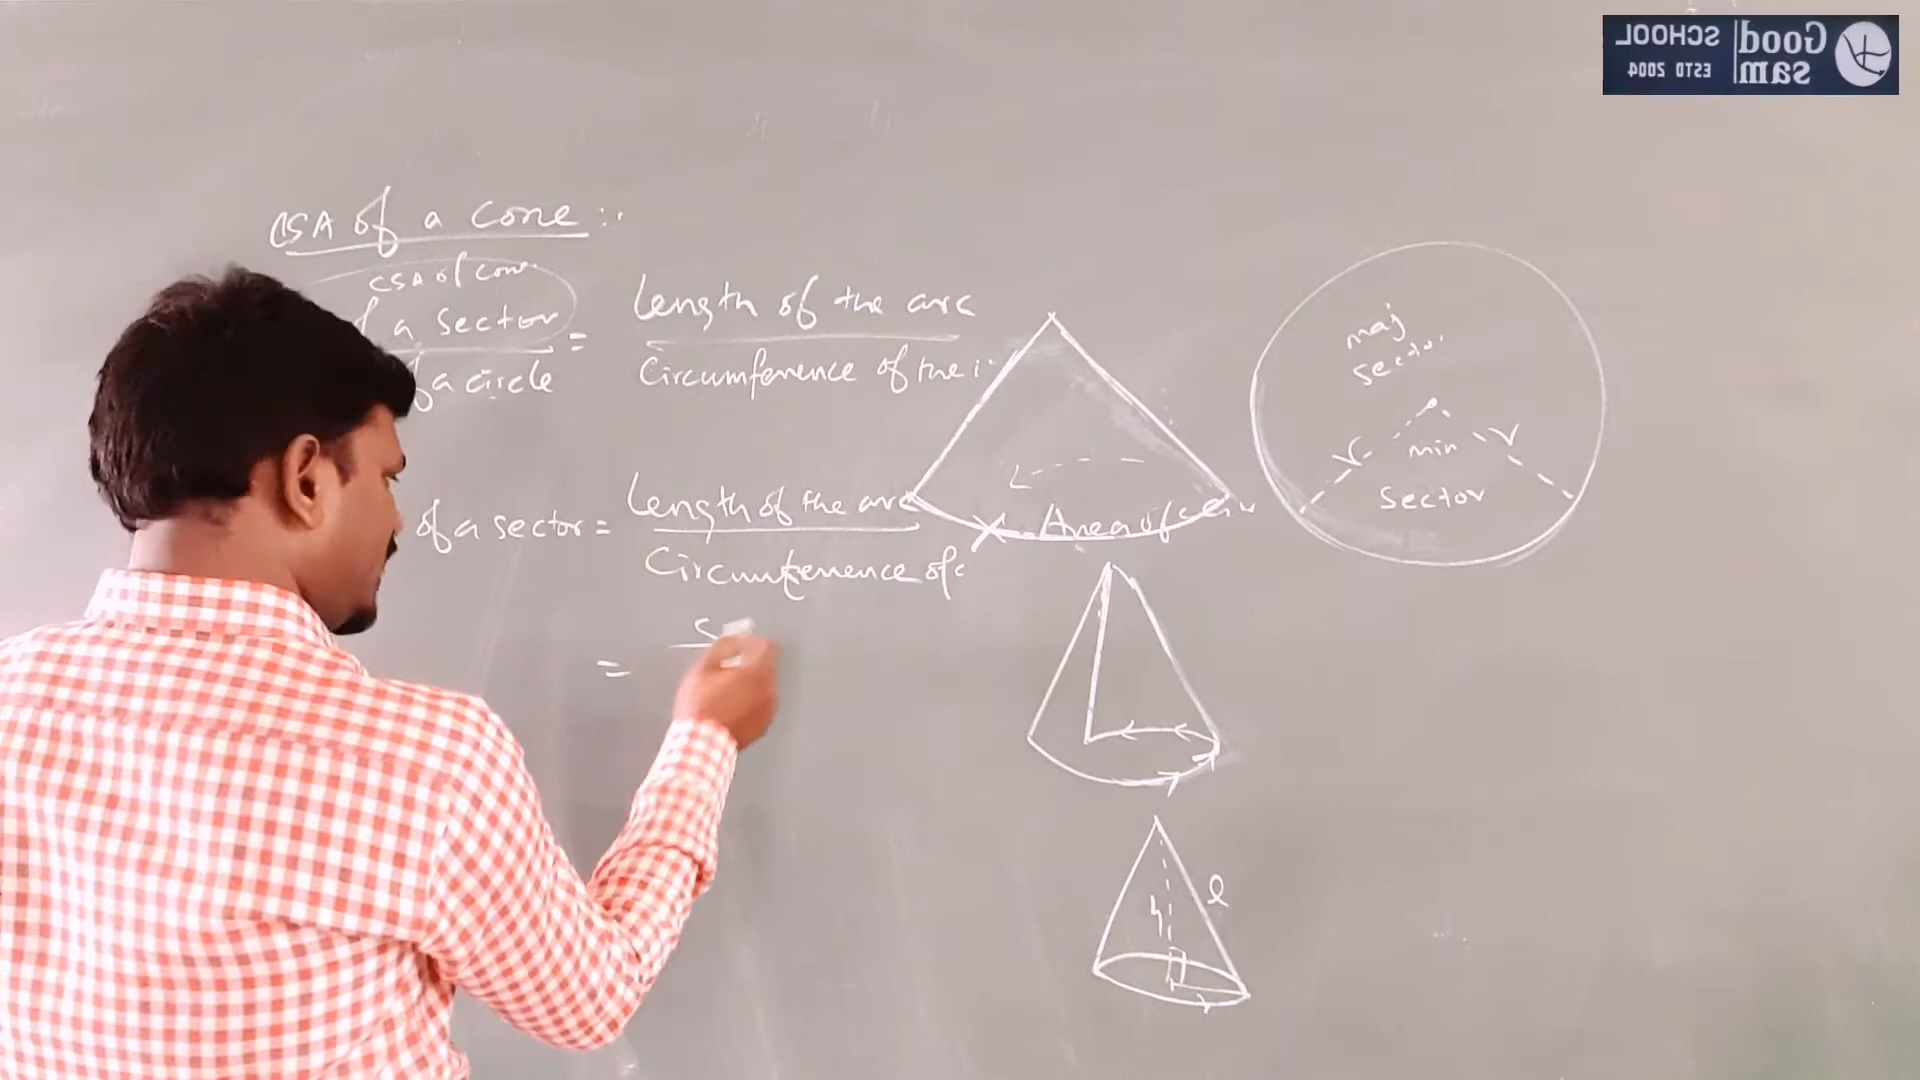 Good sam SCHOOL
ESTD 2004
CSA of a cone :.
CSA of cone
a sector = Length of the arc
of a circle Circumference of the
of a sector = Length of the arc × Area of
Circumference of
= S
maj
sector
min
sector
r r
h l
r